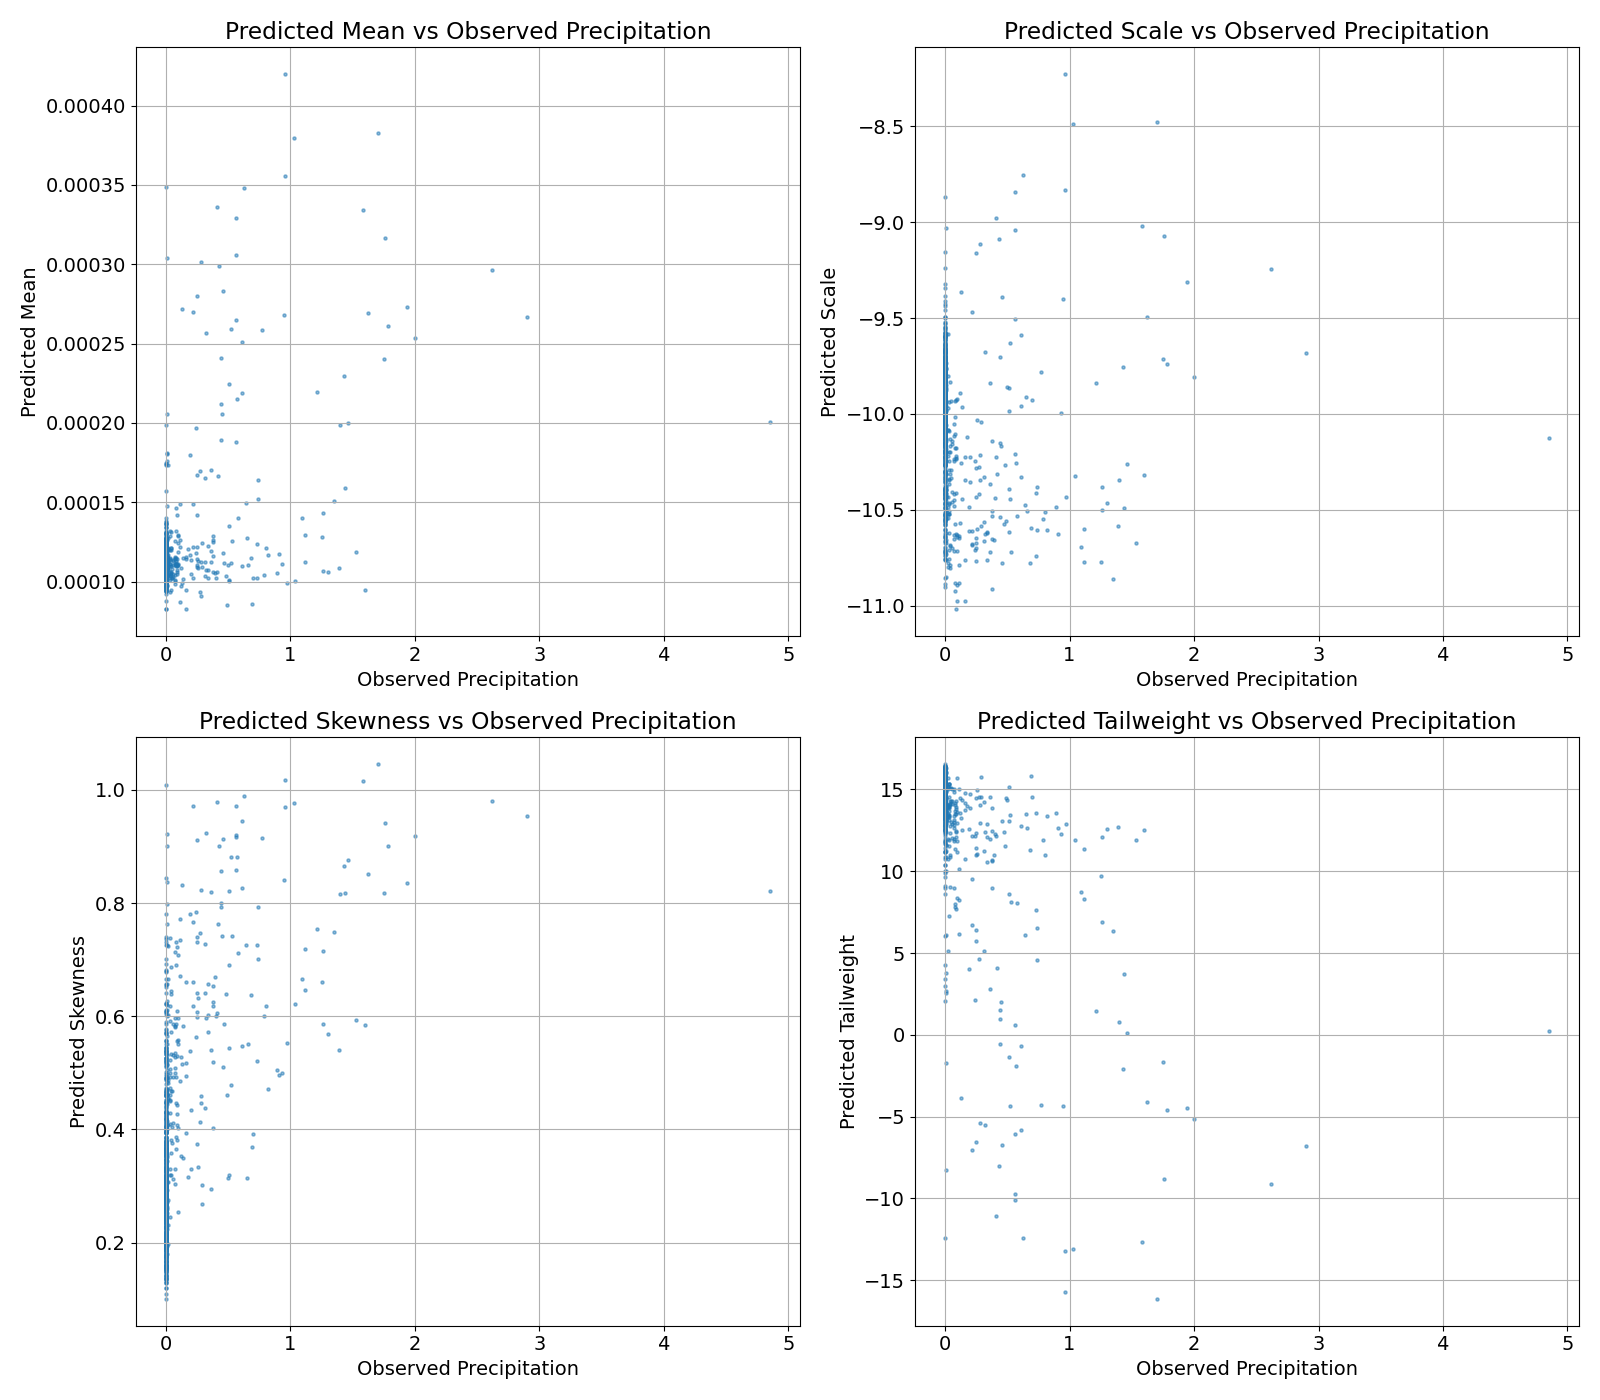 Predicted Mean vs Observed Precipitation
0.00040
0.00035
0.00030
0.00025
0.00020
0.00015
0.00010
Predicted Mean
0 1 2 3 4 5
Observed Precipitation
Predicted Scale vs Observed Precipitation
−8.5
−9.0
−9.5
−10.0
−10.5
−11.0
Predicted Scale
0 1 2 3 4 5
Observed Precipitation
Predicted Skewness vs Observed Precipitation
1.0
0.8
0.6
0.4
0.2
Predicted Skewness
0 1 2 3 4 5
Observed Precipitation
Predicted Tailweight vs Observed Precipitation
15
10
5
0
−5
−10
−15
Predicted Tailweight
0 1 2 3 4 5
Observed Precipitation